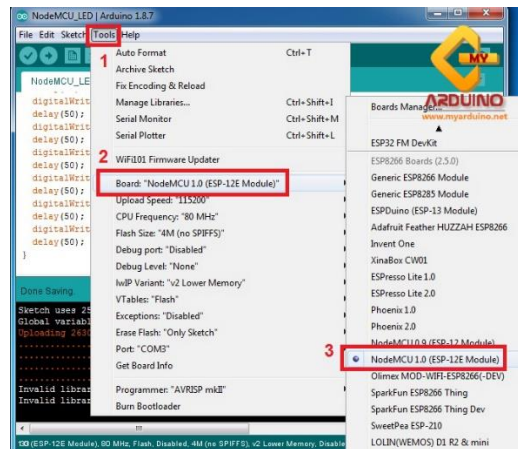 NodeMCU_LED | Arduino 1.8.7
File Edit Sketch Tools Help
1
NodeMCU_LE
digitalWrit
delay(50);
digitalWrit
delay(50);
digitalWrit
delay(50);
digitalWrit
delay(50);
digitalWrit
delay(50);
digitalWrit
delay(50);
}
Done Saving.
Sketch uses 25
Global variabl
Uploading 2630
Invalid librar
Invalid librar
Auto Format Ctrl+T
Archive Sketch
Fix Encoding & Reload
Manage Libraries... Ctrl+Shift+I
Serial Monitor Ctrl+Shift+M
Serial Plotter Ctrl+Shift+L
2
WiFi101 Firmware Updater
Board: "NodeMCU 1.0 (ESP-12E Module)"
Upload Speed: "115200"
CPU Frequency: "80 MHz"
Flash Size: "4M (no SPIFFS)"
Debug port: "Disabled"
Debug Level: "None"
lwIP Variant: "v2 Lower Memory"
VTables: "Flash"
Exceptions: "Disabled"
Erase Flash: "Only Sketch"
Port: "COM3"
Get Board Info
Programmer: "AVRISP mkII"
Burn Bootloader
MY
ARDUINO
www.myarduino.net
Boards Manager...
ESP32 FM DevKit
ESP8266 Boards (2.5.0)
Generic ESP8266 Module
Generic ESP8285 Module
ESPDuino (ESP-13 Module)
Adafruit Feather HUZZAH ESP8266
Invent One
XinaBox CW01
ESPresso Lite 1.0
ESPresso Lite 2.0
Phoenix 1.0
Phoenix 2.0
NodeMCU 0.9 (ESP-12 Module)
3
NodeMCU 1.0 (ESP-12E Module)
Olimex MOD-WIFI-ESP8266(-DEV)
SparkFun ESP8266 Thing
SparkFun ESP8266 Thing Dev
SweetPea ESP-210
LOLIN(WEMOS) D1 R2 & mini
(ESP-12E Module), 80 MHz, Flash, Disabled, 4M (no SPIFFS), v2 Lower Memory, Disable